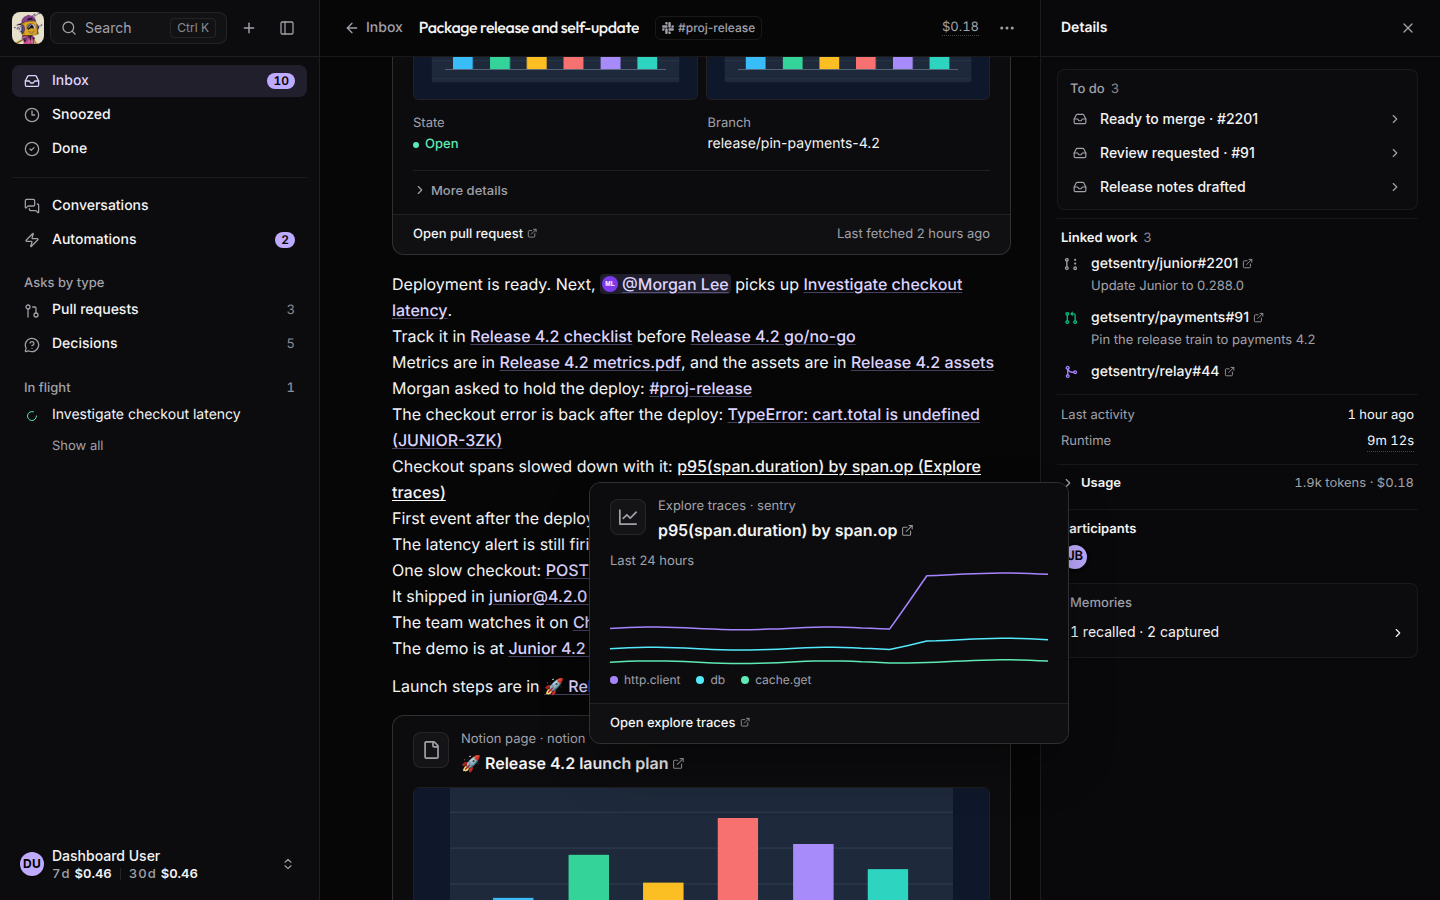 Search
Ctrl K
Inbox
10
Snoozed
Done
Conversations
Automations
2
Asks by type
Pull requests
3
Decisions
5
In flight
1
Investigate checkout latency
Show all
DU
Dashboard User
7d $0.46 30d $0.46
Inbox
Package release and self-update
#proj-release
$0.18
State
Open
Branch
release/pin-payments-4.2
More details
Open pull request
Last fetched 2 hours ago
Deployment is ready. Next, ML @Morgan Lee picks up Investigate checkout
latency.
Track it in Release 4.2 checklist before Release 4.2 go/no-go
Metrics are in Release 4.2 metrics.pdf, and the assets are in Release 4.2 assets
Morgan asked to hold the deploy: #proj-release
The checkout error is back after the deploy: TypeError: cart.total is undefined
(JUNIOR-3ZK)
Checkout spans slowed down with it: p95(span.duration) by span.op (Explore
traces)
First event after the deploy
The latency alert is still firi
One slow checkout: POST
It shipped in junior@4.2.0
The team watches it on Ch
The demo is at Junior 4.2
Launch steps are in 🚀 Rel
Explore traces · sentry
p95(span.duration) by span.op
Last 24 hours
http.client
db
cache.get
Open explore traces
Notion page · notion
🚀 Release 4.2 launch plan
Details
To do 3
Ready to merge · #2201
Review requested · #91
Release notes drafted
Linked work 3
getsentry/junior#2201
Update Junior to 0.288.0
getsentry/payments#91
Pin the release train to payments 4.2
getsentry/relay#44
Last activity
1 hour ago
Runtime
9m 12s
Usage
1.9k tokens · $0.18
articipants
JB
Memories
1 recalled · 2 captured